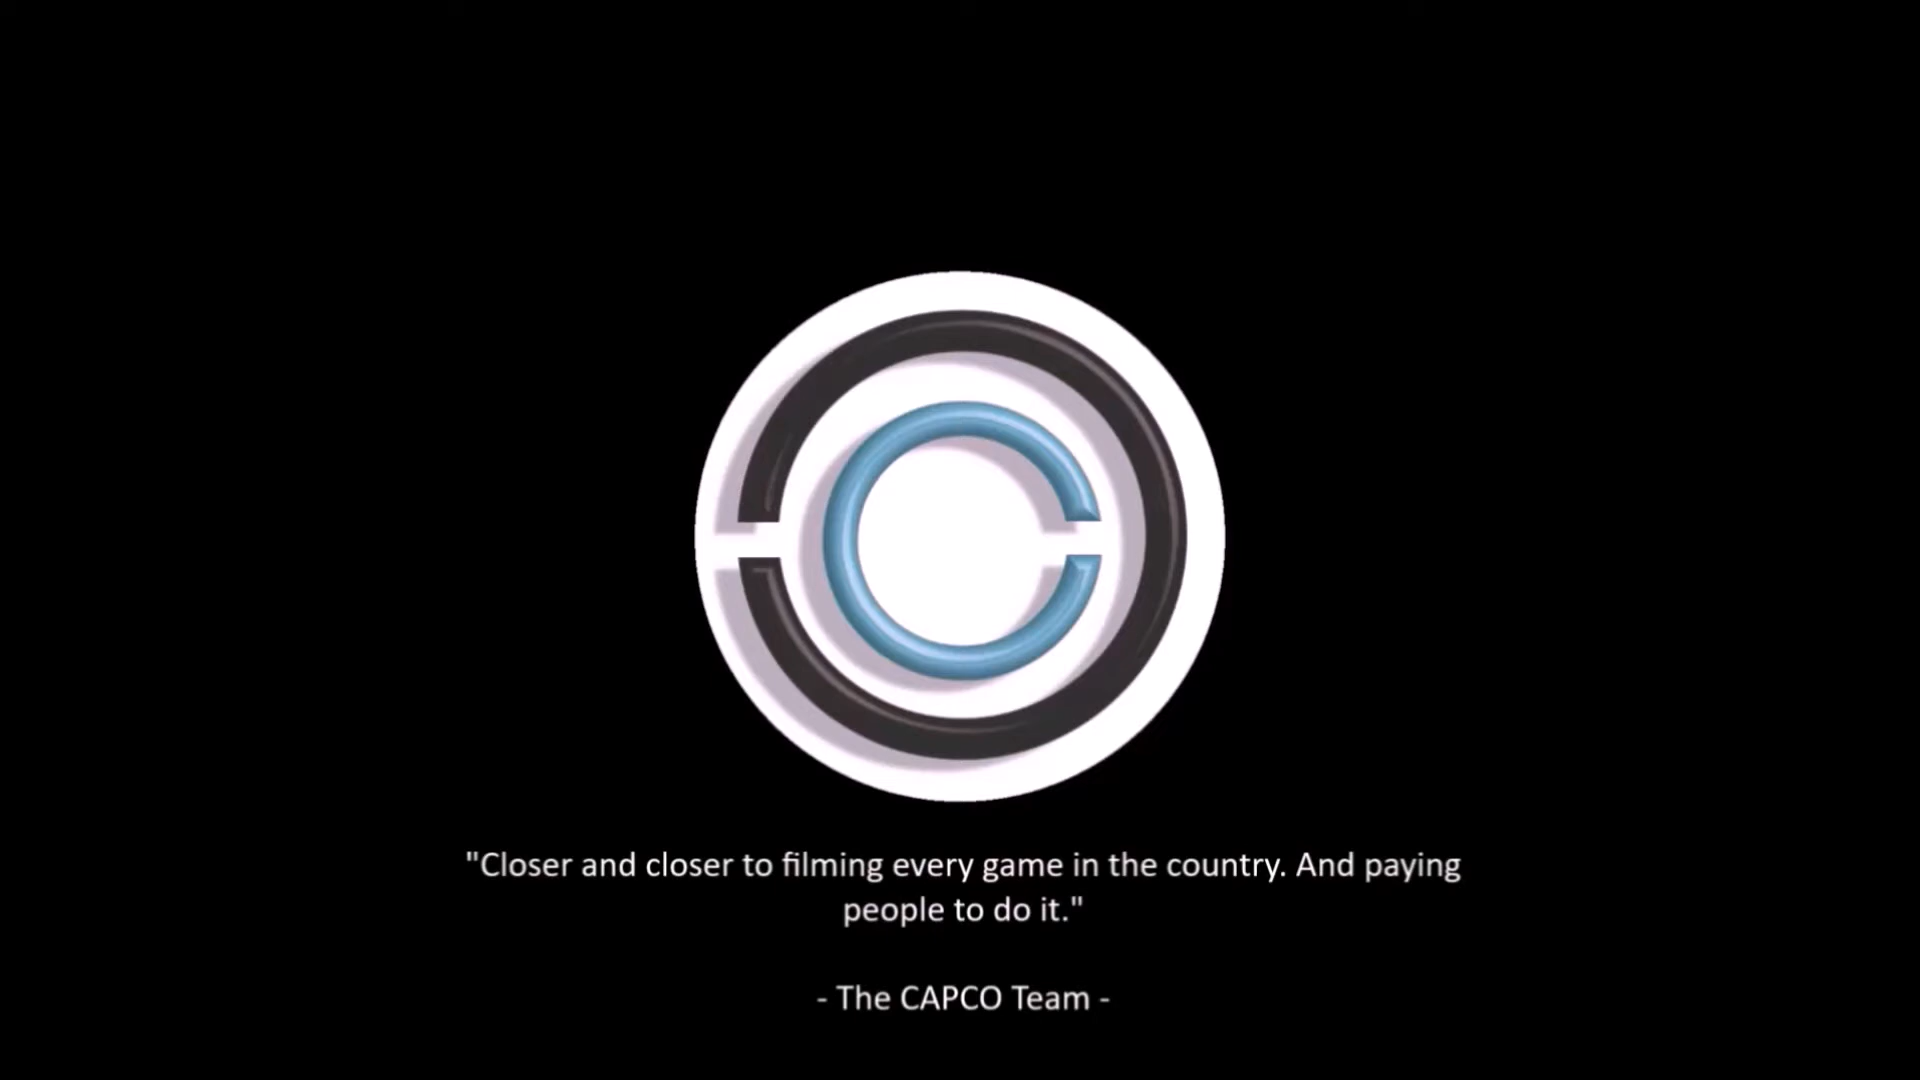 "Closer and closer to filming every game in the country. And paying
people to do it."
- The CAPCO Team -